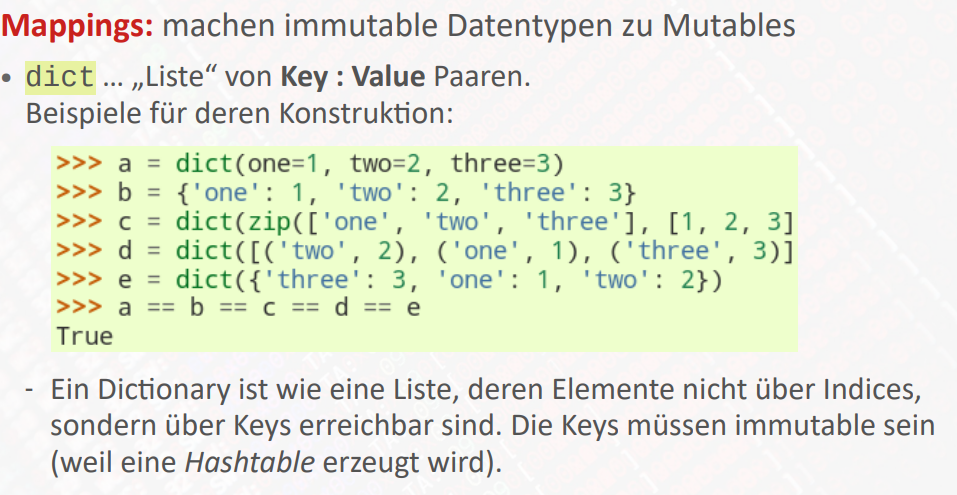 Mappings: machen immutable Datentypen zu Mutables
• dict … „Liste“ von Key : Value Paaren.
Beispiele für deren Konstruktion:
>>> a = dict(one=1, two=2, three=3)
>>> b = {'one': 1, 'two': 2, 'three': 3}
>>> c = dict(zip(['one', 'two', 'three'], [1, 2, 3]
>>> d = dict([('two', 2), ('one', 1), ('three', 3)]
>>> e = dict({'three': 3, 'one': 1, 'two': 2})
>>> a == b == c == d == e
True
- Ein Dictionary ist wie eine Liste, deren Elemente nicht über Indices,
sondern über Keys erreichbar sind. Die Keys müssen immutable sein
(weil eine Hashtable erzeugt wird).